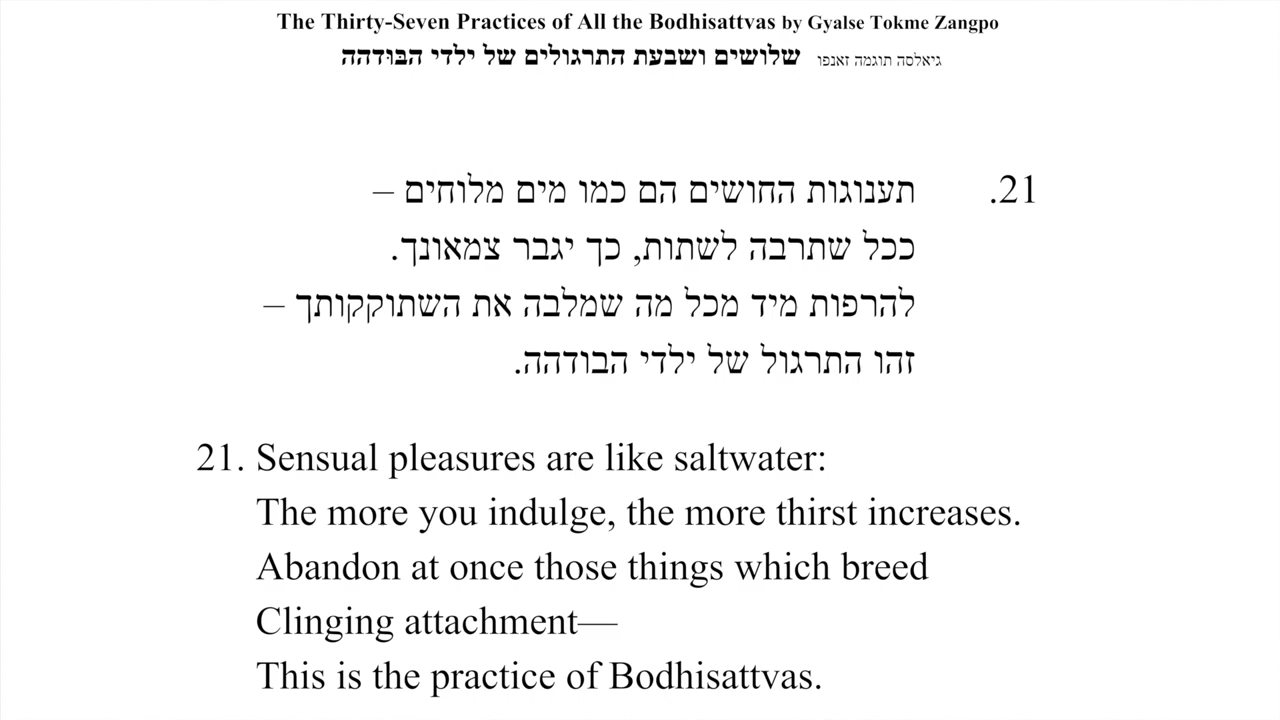 The Thirty-Seven Practices of All the Bodhisattvas by Gyalse Tokme Zangpo
שלושים ושבעת התרגולים של ילדי הבּוּדהה גיאלסה תוגמה זאנפו
21. תענוגות החושים הם כמו מים מלוחים –
ככל שתרבה לשתות, כך יגבר צמאונך.
להרפות מיד מכל מה שמלבה את השתוקקותך –
זהו התרגול של ילדי הבודהה.
21. Sensual pleasures are like saltwater:
The more you indulge, the more thirst increases.
Abandon at once those things which breed
Clinging attachment—
This is the practice of Bodhisattvas.